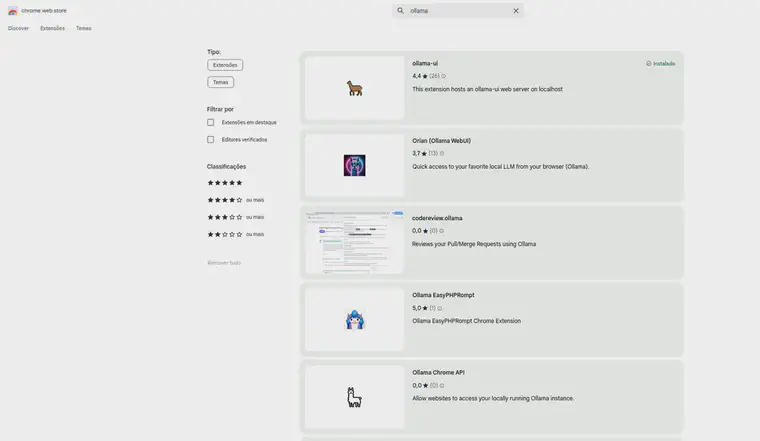 chrome web store
ollama
Discover Extensões Temas
Tipo:
Extensões
Temas
Filtrar por
Extensões em destaque
Editores verificados
Classificações
ou mais
ou mais
ou mais
Remover tudo
ollama-ui
Instalado
4,4 ★ (26)
This extension hosts an ollama-ui web server on localhost
Orian (Ollama WebUI)
3,7 ★ (13)
Quick access to your favorite local LLM from your browser (Ollama).
codereview.ollama
0,0 ★ (0)
Reviews your Pull/Merge Requests using Ollama
Ollama EasyPHPPrompt
5,0 ★ (1)
Ollama EasyPHPRompt Chrome Extension
Ollama Chrome API
0,0 ★ (0)
Allow websites to access your locally running Ollama instance.